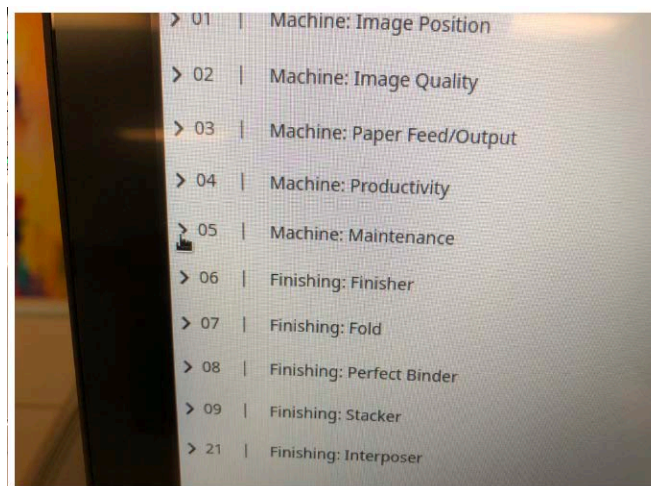 > 01 | Machine: Image Position
> 02 | Machine: Image Quality
> 03 | Machine: Paper Feed/Output
> 04 | Machine: Productivity
> 05 | Machine: Maintenance
> 06 | Finishing: Finisher
> 07 | Finishing: Fold
> 08 | Finishing: Perfect Binder
> 09 | Finishing: Stacker
> 21 | Finishing: Interposer